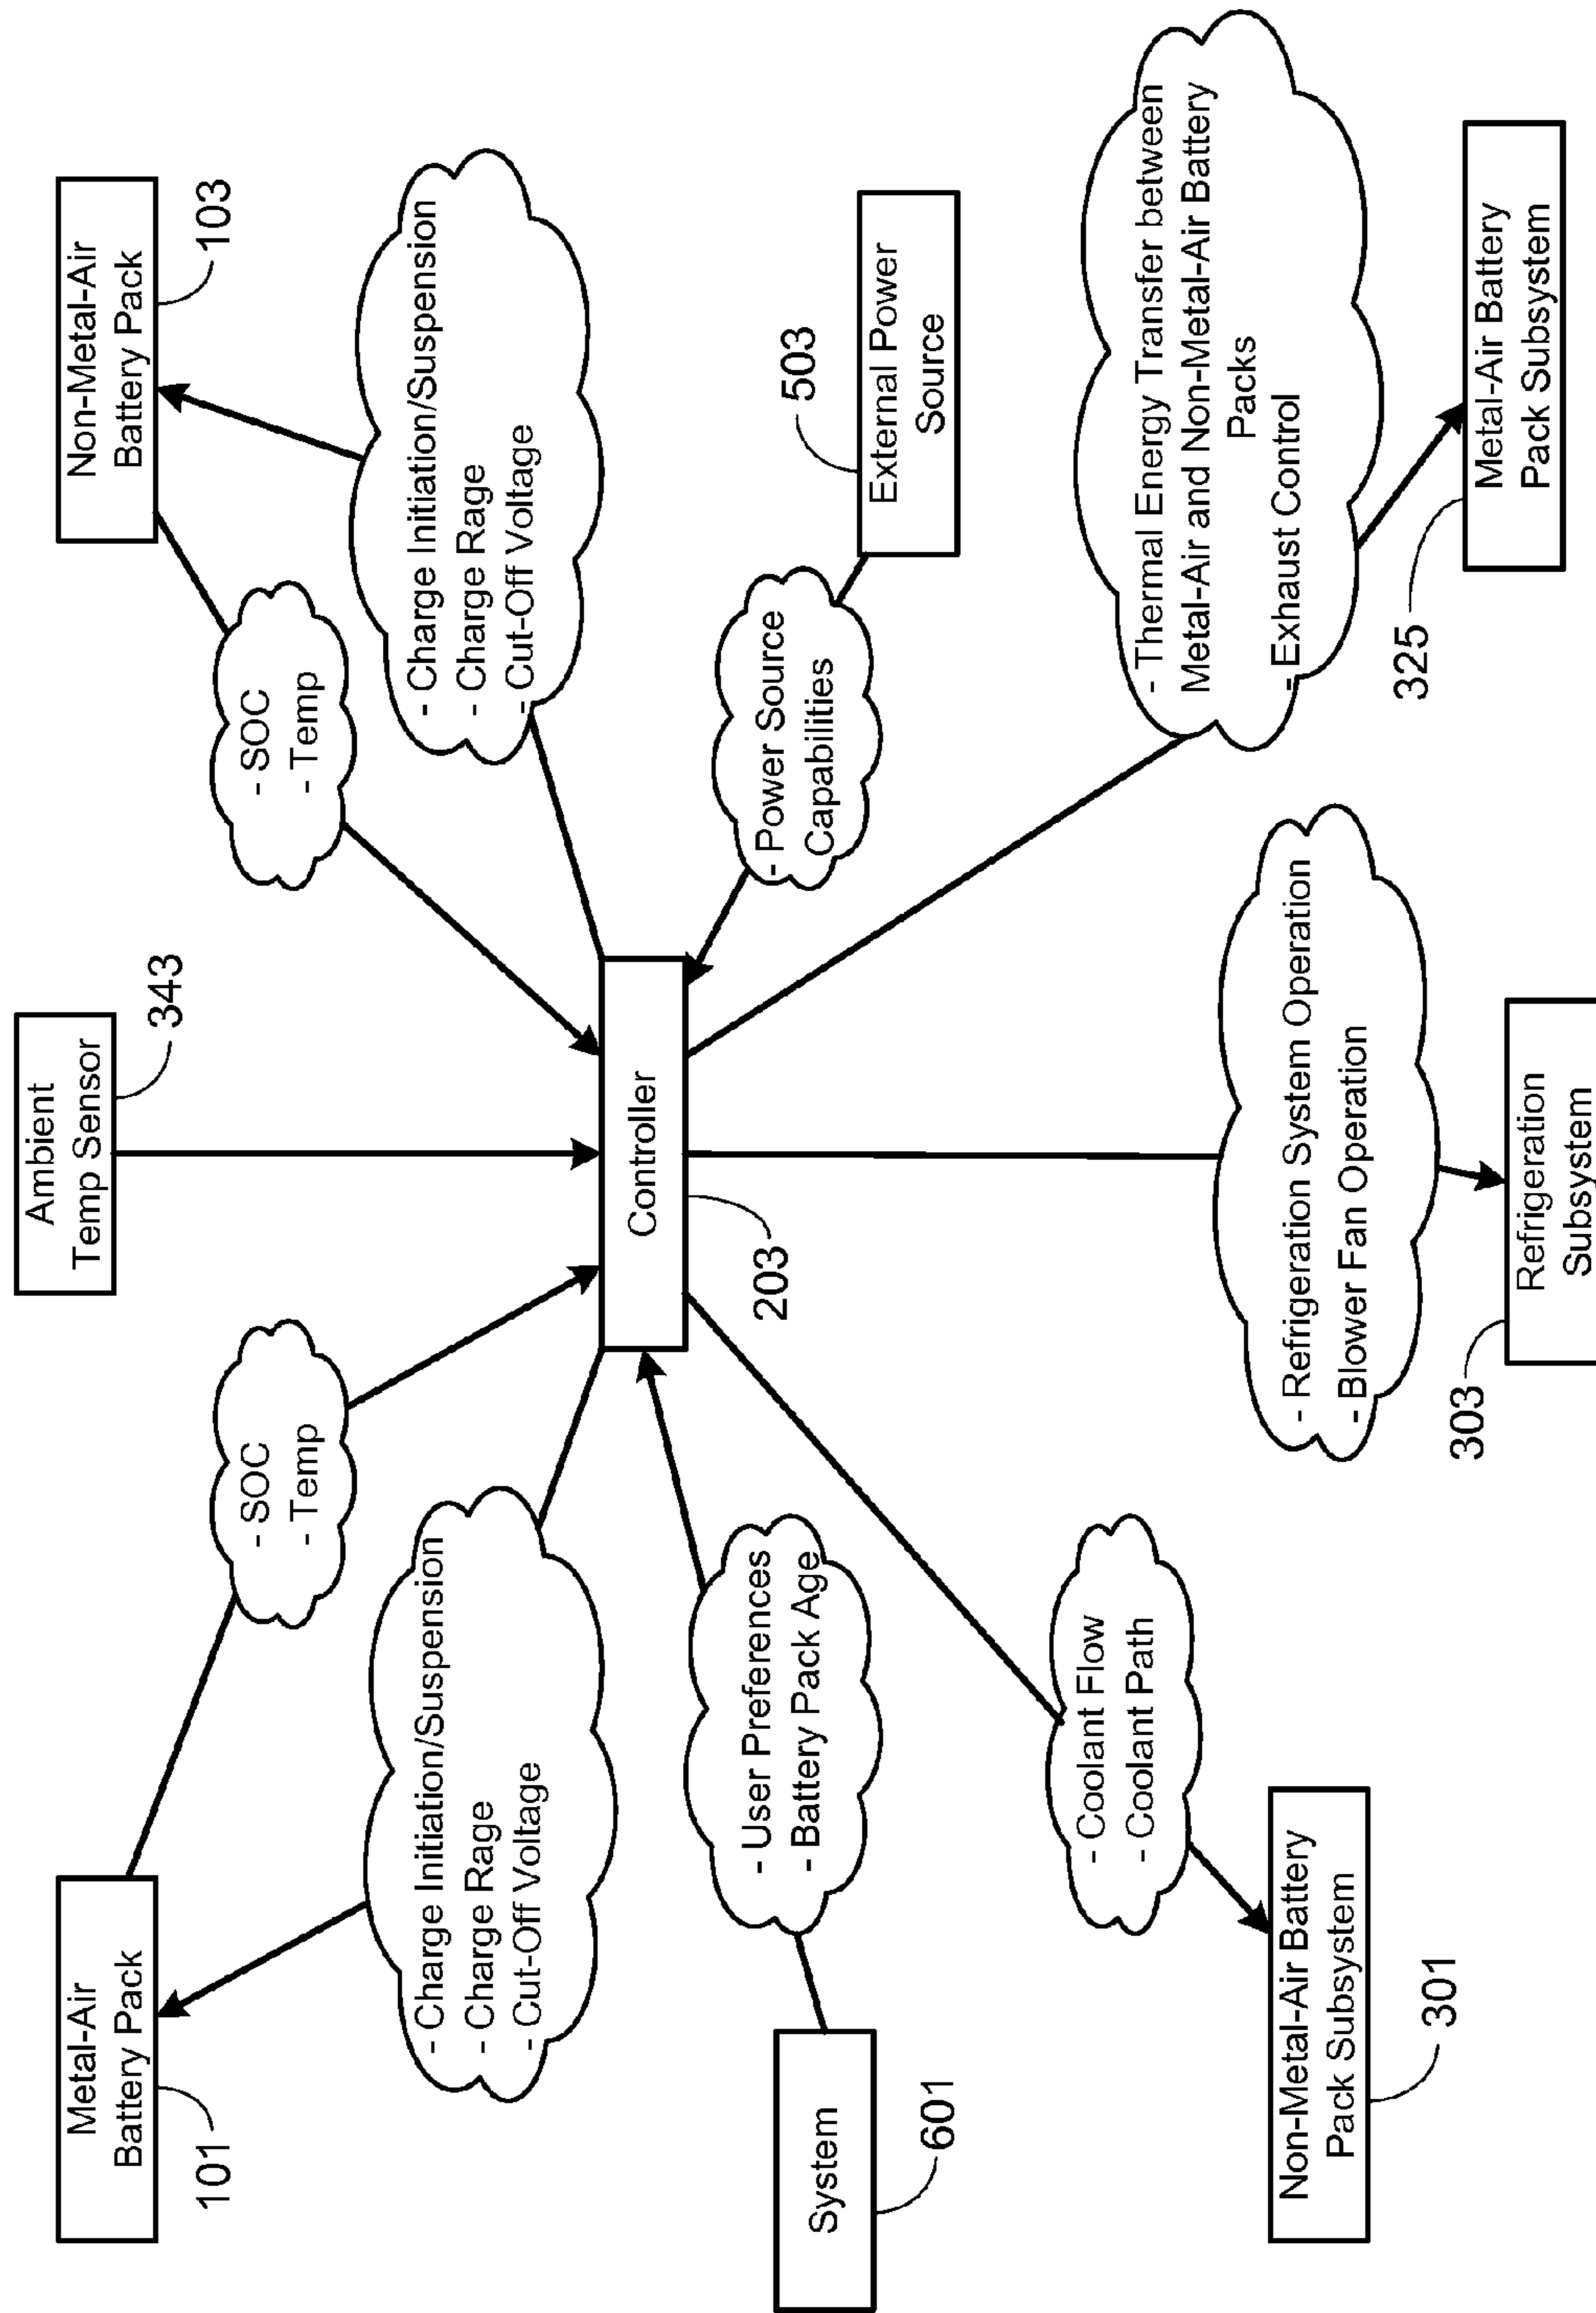 Ambient
Temp Sensor
343
Metal-Air
Battery Pack
101
Non-Metal-Air
Battery Pack
103
- SOC
- Temp
- SOC
- Temp
- Charge Initiation/Suspension
- Charge Rage
- Cut-Off Voltage
- Charge Initiation/Suspension
- Charge Rage
- Cut-Off Voltage
Controller
203
- User Preferences
- Battery Pack Age
System
601
- Power Source
Capabilities
External Power
Source
503
- Coolant Flow
- Coolant Path
Non-Metal-Air Battery
Pack Subsystem
301
- Refrigeration System Operation
- Blower Fan Operation
Refrigeration
Subsystem
303
- Thermal Energy Transfer between
Metal-Air and Non-Metal-Air Battery
Packs
- Exhaust Control
Metal-Air Battery
Pack Subsystem
325